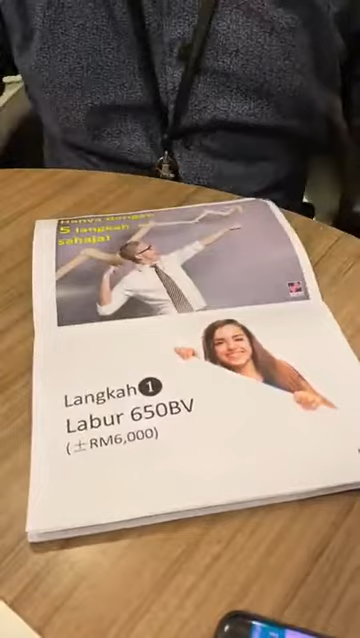 Hanya dengan
5 langkah
sahaja!
Langkah 1
Labur 650BV
(±RM6,000)